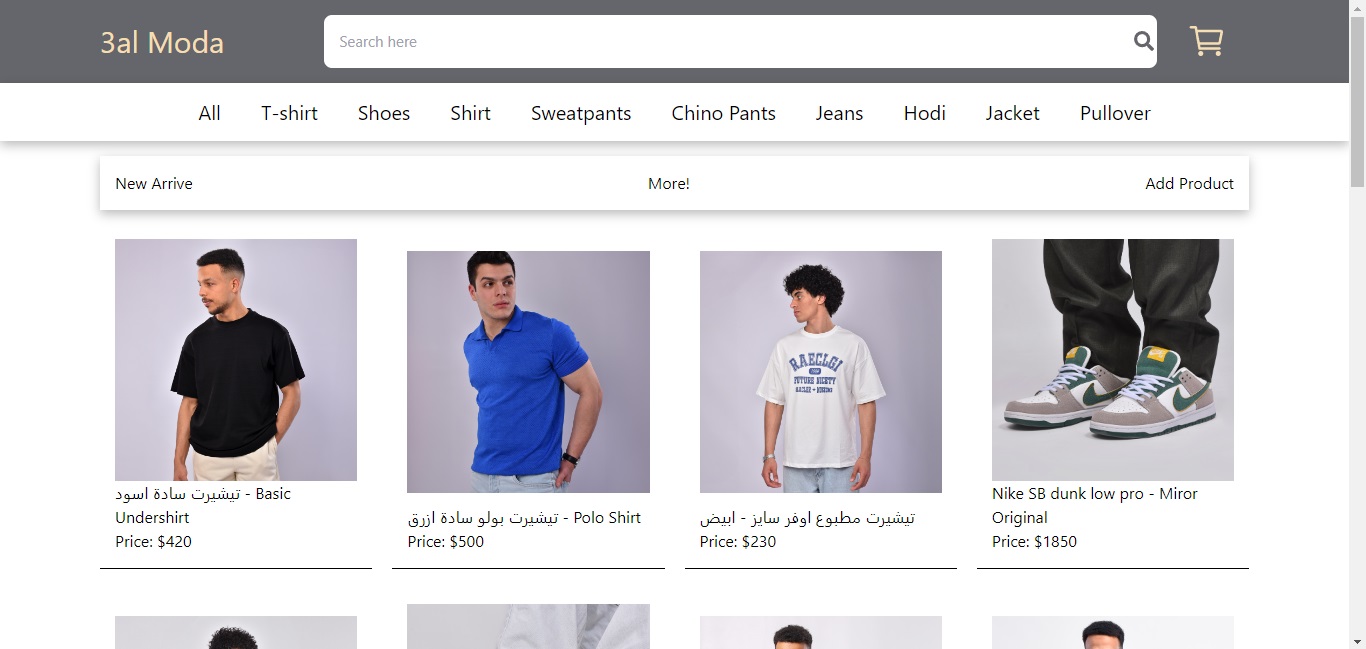 3al Moda
Search here
All T-shirt Shoes Shirt Sweatpants Chino Pants Jeans Hodi Jacket Pullover
New Arrive More! Add Product
RAECLGI
FUTURE NICETY
تيشيرت سادة اسود - Basic
Undershirt
Price: $420
تيشيرت بولو سادة ازرق - Polo Shirt
Price: $500
تيشيرت مطبوع اوفر سايز - ابيض
Price: $230
Nike SB dunk low pro - Miror
Original
Price: $1850